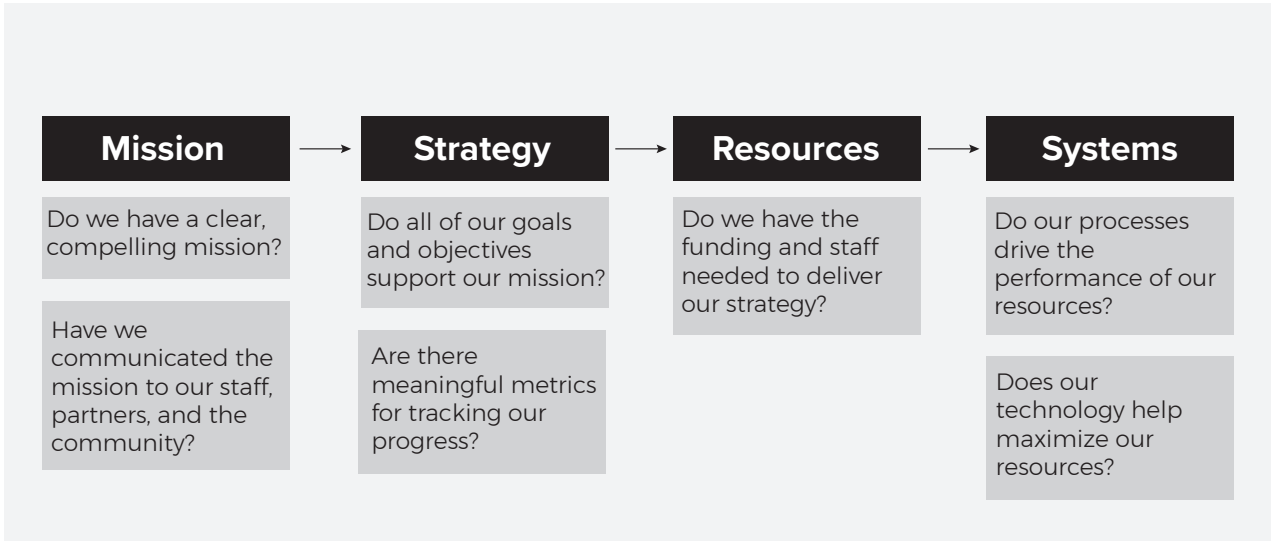 Mission
Do we have a clear,
compelling mission?
Have we
communicated the
mission to our staff,
partners, and the
community?
Strategy
Do all of our goals
and objectives
support our mission?
Are there
meaningful metrics
for tracking our
progress?
Resources
Do we have the
funding and staff
needed to deliver
our strategy?
Systems
Do our processes
drive the
performance of our
resources?
Does our
technology help
maximize our
resources?